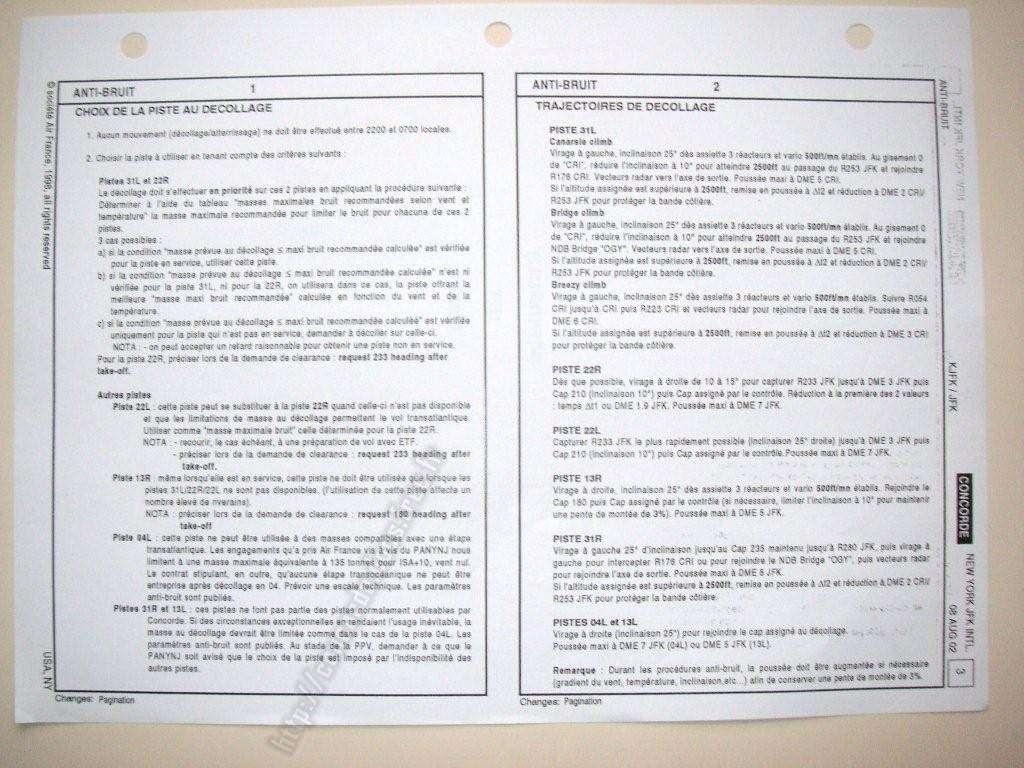 ANTI-BRUIT 1
CHOIX DE LA PISTE AU DECOLLAGE
1. Aucun mouvement (décollage/atterrissage) ne doit être effectué entre 2200 et 0700 locales.
2. Choisir la piste à utiliser en tenant compte des critères suivants :
Pistes 31L et 22R
Le décollage doit s'effectuer en priorité sur ces 2 pistes en appliquant la procédure suivante :
Déterminer à l'aide du tableau "masses maximales bruit recommandées selon vent et
température" la masse maximale recommandée pour limiter le bruit pour chacune de ces 2
pistes.
3 cas possibles :
a) si la condition "masse prévue au décollage ≤ maxi bruit recommandée calculée" est vérifiée
pour la piste en service, utiliser cette piste.
b) si la condition "masse prévue au décollage ≤ maxi bruit recommandée calculée" n'est ni
vérifiée pour la piste 31L, ni pour la 22R, on utilisera dans ce cas, la piste offrant la
meilleure "masse maxi bruit recommandée" calculée en fonction du vent et de la
température.
c) si la condition "masse prévue au décollage ≤ maxi bruit recommandée calculée" est vérifiée
uniquement pour la piste qui n'est pas en service, demander à décoller sur celle-ci.
NOTA : - on peut accepter un retard raisonnable pour obtenir une piste non en service.
Pour la piste 22R, préciser lors de la demande de clearance : request 233 heading after
take-off.
Autres pistes
Piste 22L : cette piste peut se substituer à la piste 22R quand celle-ci n'est pas disponible
et que les limitations de masse au décollage permettent le vol transatlantique.
Utiliser comme "masse maximale bruit" celle déterminée pour la piste 22R.
NOTA : - recourir, le cas échéant, à une préparation de vol avec ETF.
- préciser lors de la demande de clearance : request 233 heading after
take-off.
Piste 13R : même lorsqu'elle est en service, cette piste ne doit être utilisée que lorsque les
pistes 31L/22R/22L ne sont pas disponibles. (l'utilisation de cette piste affecte un
nombre élevé de riverains).
NOTA : préciser lors de la demande de clearance : request 180 heading after
take-off
Piste 04L : cette piste ne peut être utilisée à des masses compatibles avec une étape
transatlantique. Les engagements qu'a pris Air France vis à vis du PANYNJ nous
limitent à une masse maximale équivalente à 135 tonnes pour ISA+10, vent nul.
Le contrat stipulant, en outre, qu'aucune étape transocéanique ne peut être
entreprise après décollage en 04. Prévoir une escale technique. Les paramètres
anti-bruit sont publiés.
Pistes 31R et 13L : ces pistes ne font pas partie des pistes normalement utilisables par
Concorde. Si des circonstances exceptionnelles en rendaient l'usage inévitable, la
masse au décollage devrait être limitée comme dans le cas de la piste 04L. Les
paramètres anti-bruit sont publiés. Au stade de la PPV, demander à ce que le
PANYNJ soit avisé que le choix de la piste est imposé par l'indisponibilité des
autres pistes.
Changes: Pagination
© société Air France, 1998, all rights reserved
USA, NY
ANTI-BRUIT 2
TRAJECTOIRES DE DECOLLAGE
PISTE 31L
Canarsie climb
Virage à gauche, inclinaison 25° dès assiette 3 réacteurs et vario 500ft/mn établis. Au gisement 0
de "CRI", réduire l'inclinaison à 10° pour atteindre 2500ft au passage du R253 JFK et rejoindre
R176 CRI. Vecteurs radar vers l'axe de sortie. Poussée maxi à DME 5 CRI.
Si l'altitude assignée est supérieure à 2500ft, remise en poussée à Δt2 et réduction à DME 2 CRI/
R253 JFK pour protéger la bande côtière.
Bridge climb
Virage à gauche, inclinaison 25° dès assiette 3 réacteurs et vario 500ft/mn établis. Au gisement 0
de "CRI", réduire l'inclinaison à 10° pour atteindre 2500ft au passage du R253 JFK et rejoindre
NDB Bridge "OGY". Vecteurs radar vers l'axe de sortie. Poussée maxi à DME 5 CRI.
Si l'altitude assignée est supérieure à 2500ft, remise en poussée à Δt2 et réduction à DME 2 CRI/
R253 JFK pour protéger la bande côtière.
Breezy climb
Virage à gauche, inclinaison 25° dès assiette 3 réacteurs et vario 500ft/mn établis. Suivre R054
CRI jusqu'à CRI puis R223 CRI et vecteurs radar pour rejoindre l'axe de sortie. Poussée maxi à
DME 6 CRI.
Si l'altitude assignée est supérieure à 2500ft, remise en poussée à Δt2 et réduction à DME 3 CRI
pour protéger la bande côtière.
PISTE 22R
Dès que possible, virage à droite de 10 à 15° pour capturer R233 JFK jusqu'à DME 3 JFK puis
Cap 210 (inclinaison 10°) puis Cap assigné par le contrôle. Réduction à la première des 2 valeurs
: temps Δt1 ou DME 1.9 JFK. Poussée maxi à DME 7 JFK.
PISTE 22L
Capturer R233 JFK le plus rapidement possible (inclinaison 25° droite) jusqu'à DME 3 JFK puis
Cap 210 (inclinaison 10°) puis Cap assigné par le contrôle.Poussée maxi à DME 7 JFK.
PISTE 13R
Virage à droite, inclinaison 25° dès assiette 3 réacteurs et vario 500ft/mn établis. Rejoindre le
Cap 180 puis Cap assigné par le contrôle (si nécessaire, limiter l'inclinaison à 10° pour maintenir
une pente de montée de 3%). Poussée maxi à DME 5 JFK.
PISTE 31R
Virage à gauche 25° d'inclinaison jusqu'au Cap 235 maintenu jusqu'à R280 JFK, puis virage à
gauche pour intercepter R176 CRI ou pour rejoindre le NDB Bridge "OGY", puis vecteurs radar
pour rejoindre l'axe de sortie. Poussée maxi à DME 5 JFK.
Si l'altitude assignée est supérieure à 2500ft, remise en poussée à Δt2 et réduction à DME 2 CRI/
R253 JFK pour protéger la bande côtière.
PISTES 04L et 13L
Virage à droite (inclinaison 25°) pour rejoindre le cap assigné au décollage.
Poussée maxi à DME 7 JFK (04L) ou DME 5 JFK (13L).
Remarque : Durant les procédures anti-bruit, la poussée doit être augmentée si nécessaire
(gradient du vent, température, inclinaison,etc...) afin de conserver une pente de montée de 3%.
Changes: Pagination
ANTI-BRUIT
KJFK / JFK
CONCORDE
NEW YORK JFK INTL.
08 AUG 02
3